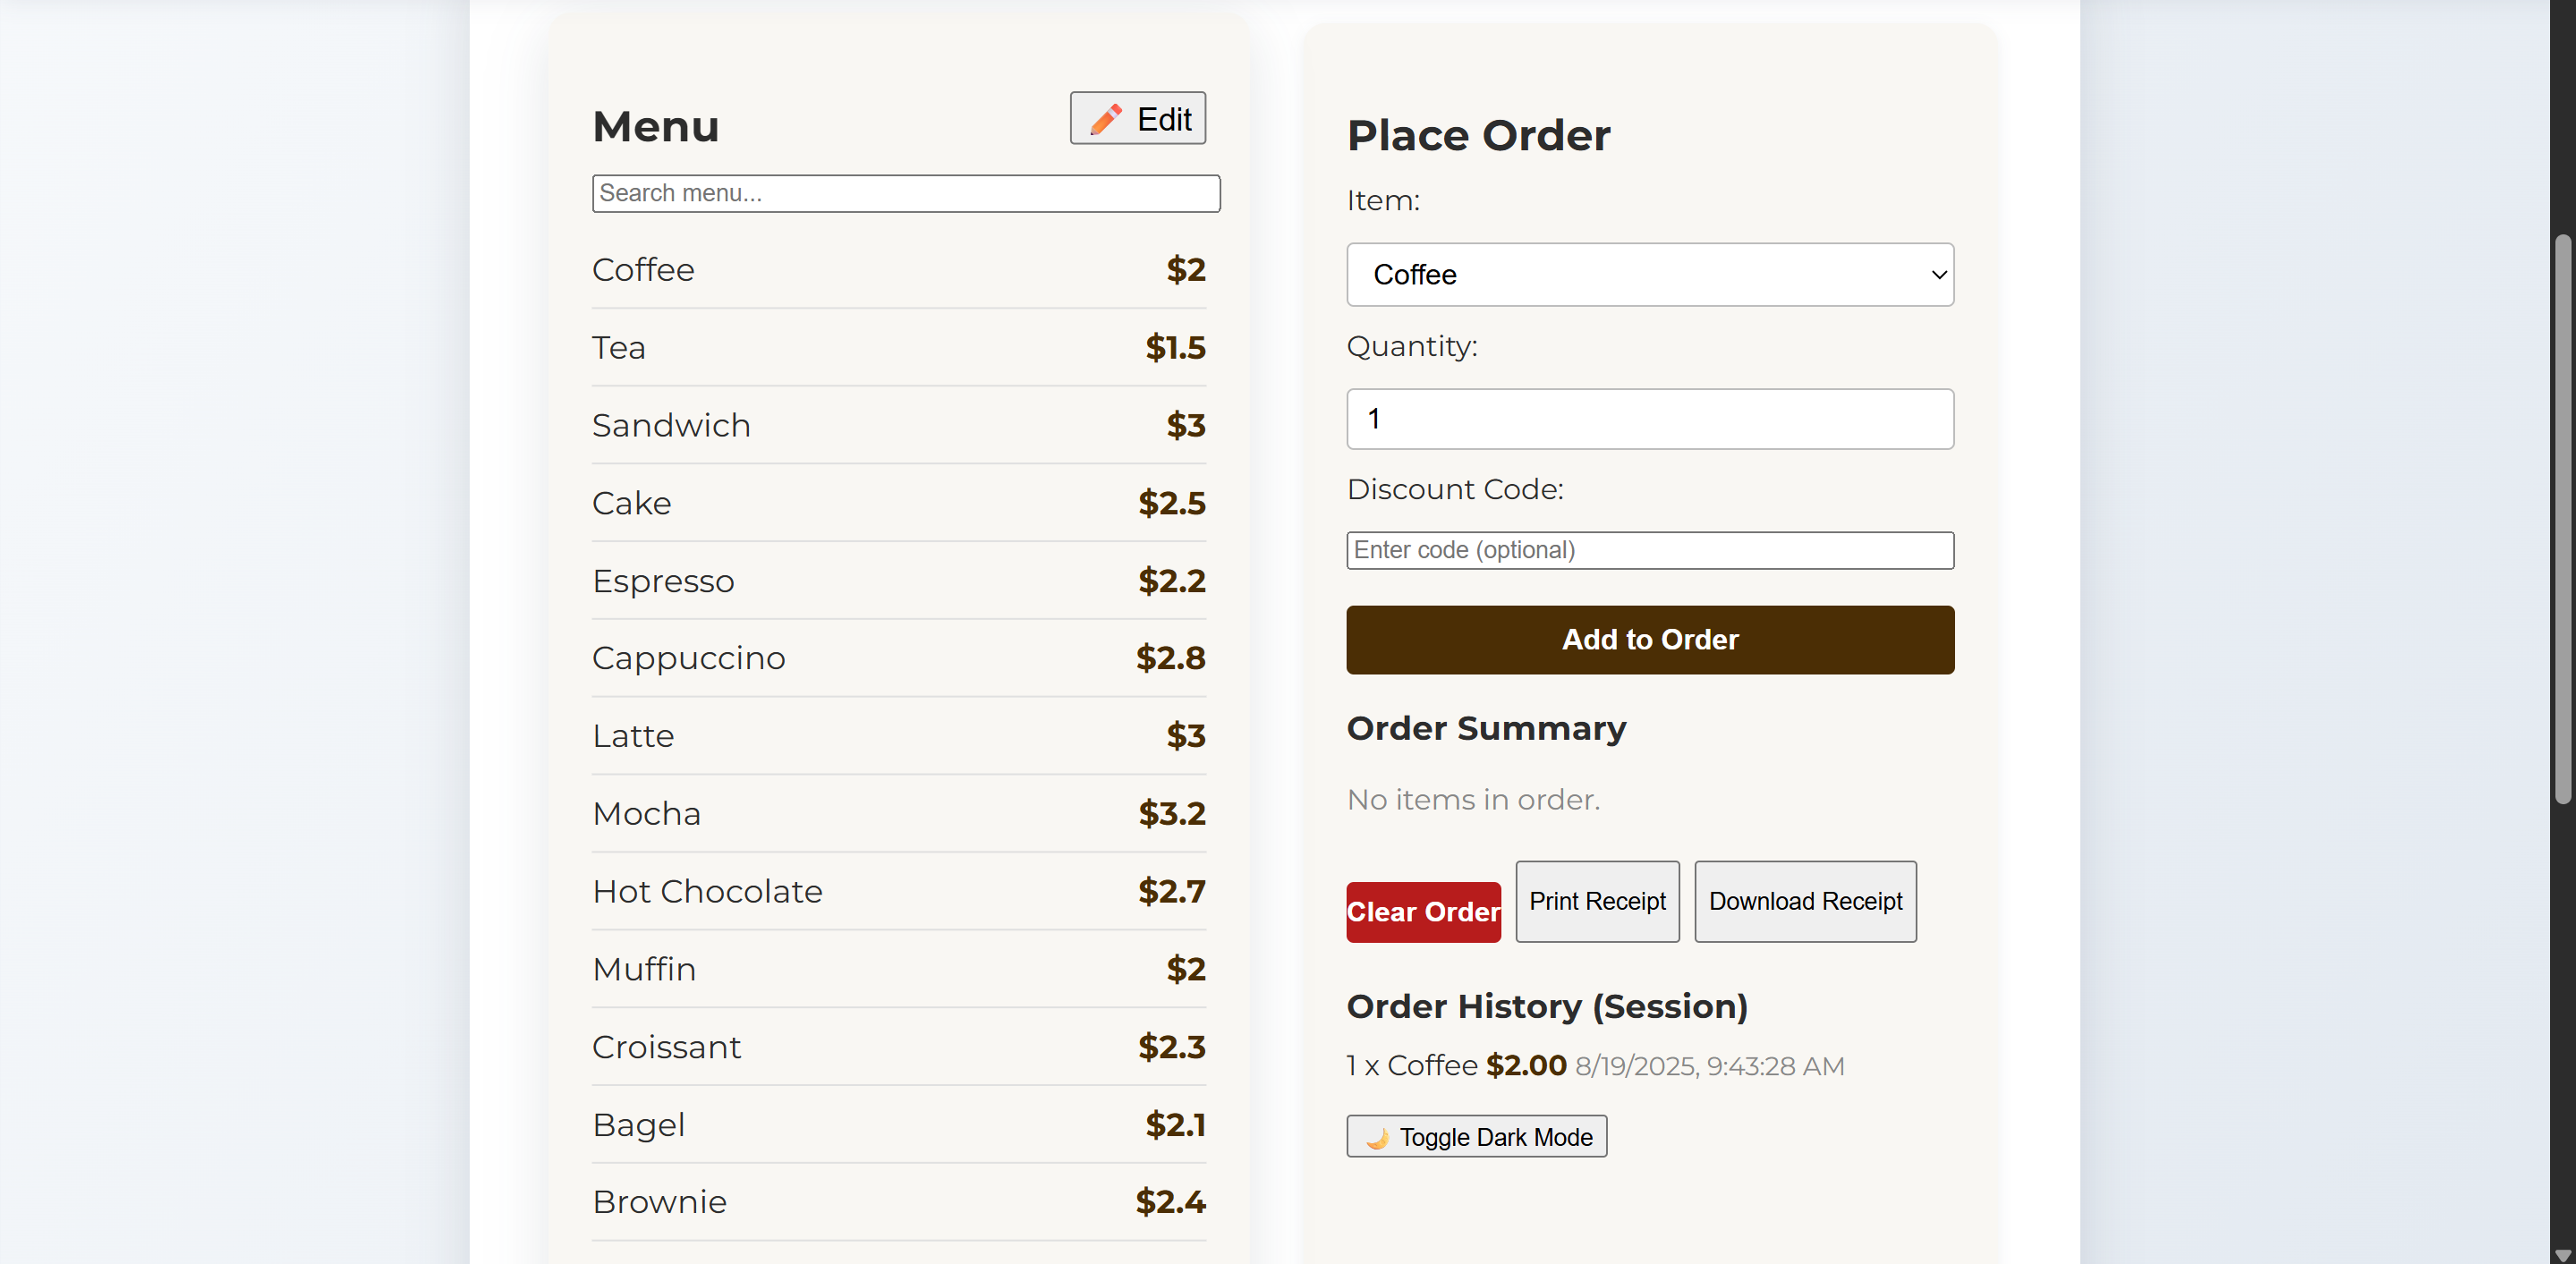 Menu
✏️ Edit
Search menu...
Coffee $2
Tea $1.5
Sandwich $3
Cake $2.5
Espresso $2.2
Cappuccino $2.8
Latte $3
Mocha $3.2
Hot Chocolate $2.7
Muffin $2
Croissant $2.3
Bagel $2.1
Brownie $2.4
Place Order
Item:
Coffee
Quantity:
1
Discount Code:
Enter code (optional)
Add to Order
Order Summary
No items in order.
Clear Order
Print Receipt
Download Receipt
Order History (Session)
1 x Coffee $2.00 8/19/2025, 9:43:28 AM
🌙 Toggle Dark Mode